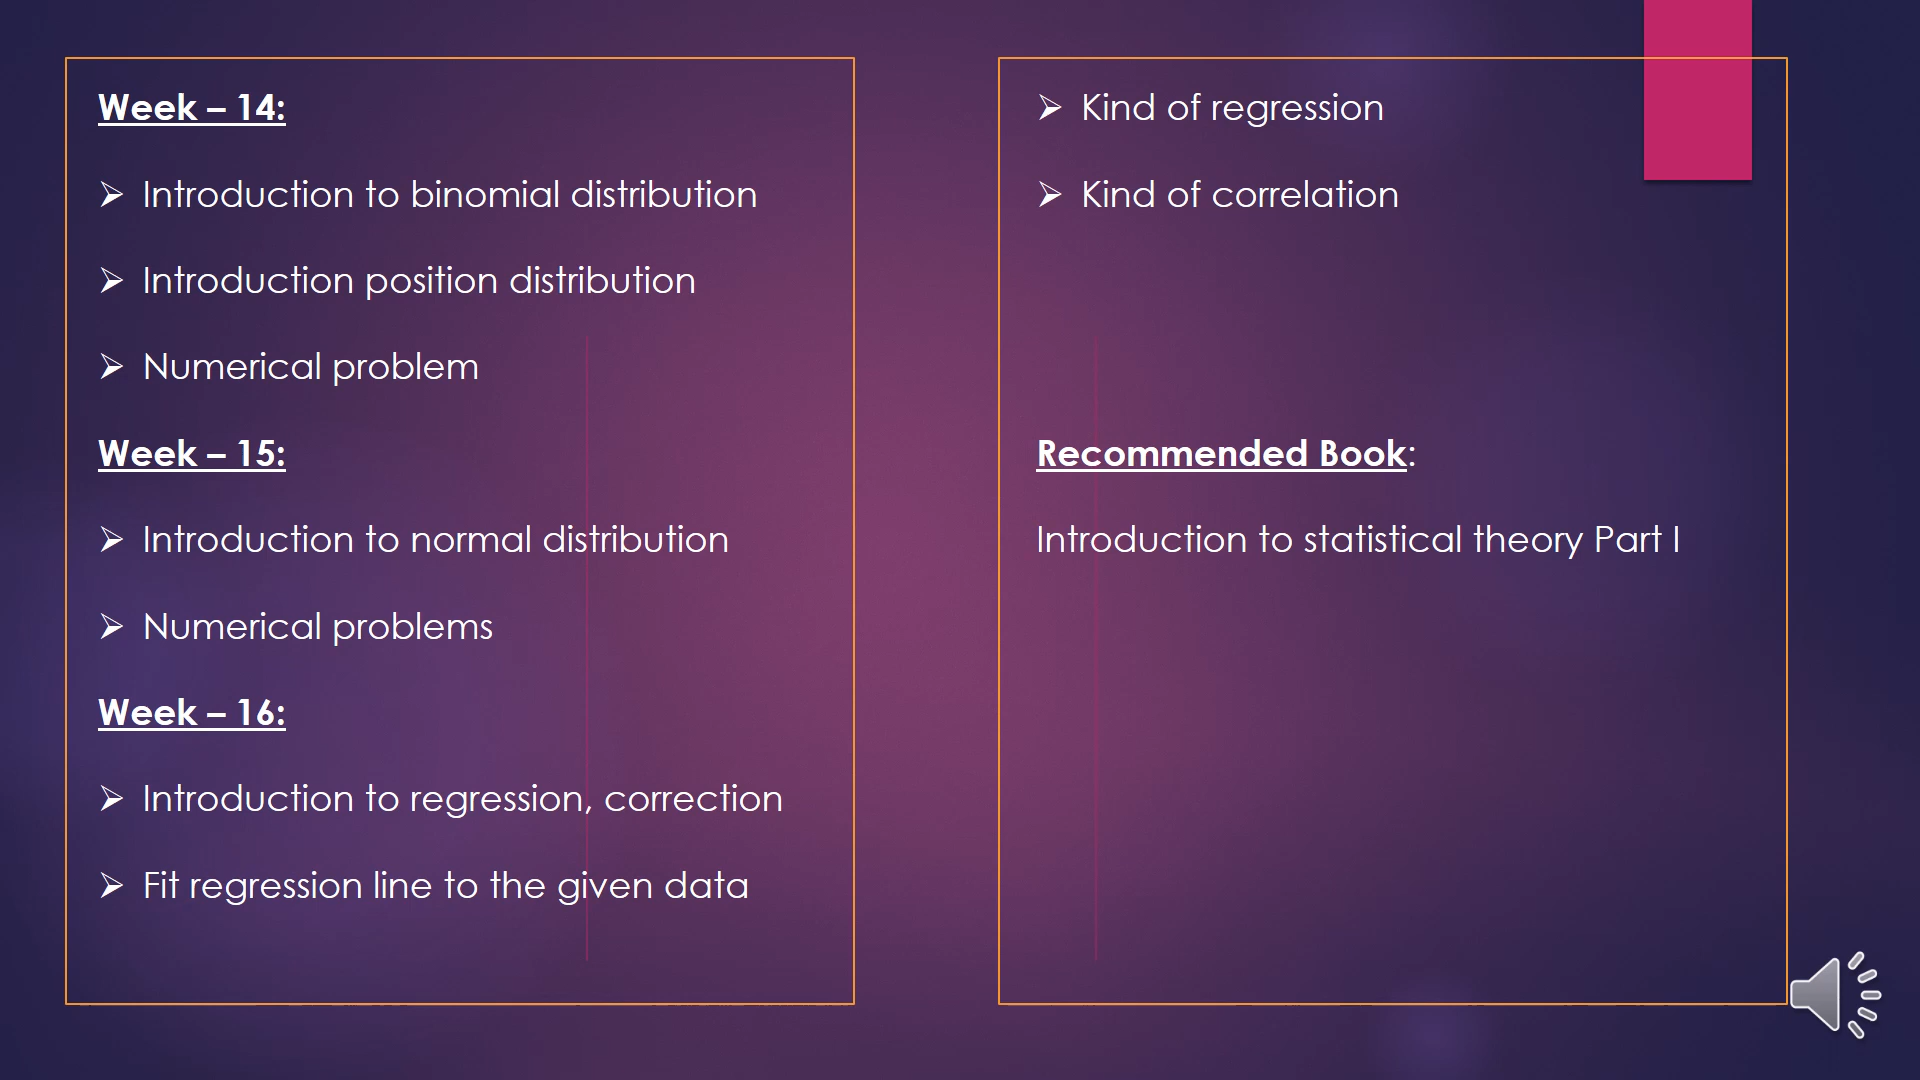 Week – 14:
➢ Introduction to binomial distribution
➢ Introduction position distribution
➢ Numerical problem
Week – 15:
➢ Introduction to normal distribution
➢ Numerical problems
Week – 16:
➢ Introduction to regression, correction
➢ Fit regression line to the given data
➢ Kind of regression
➢ Kind of correlation
Recommended Book:
Introduction to statistical theory Part I